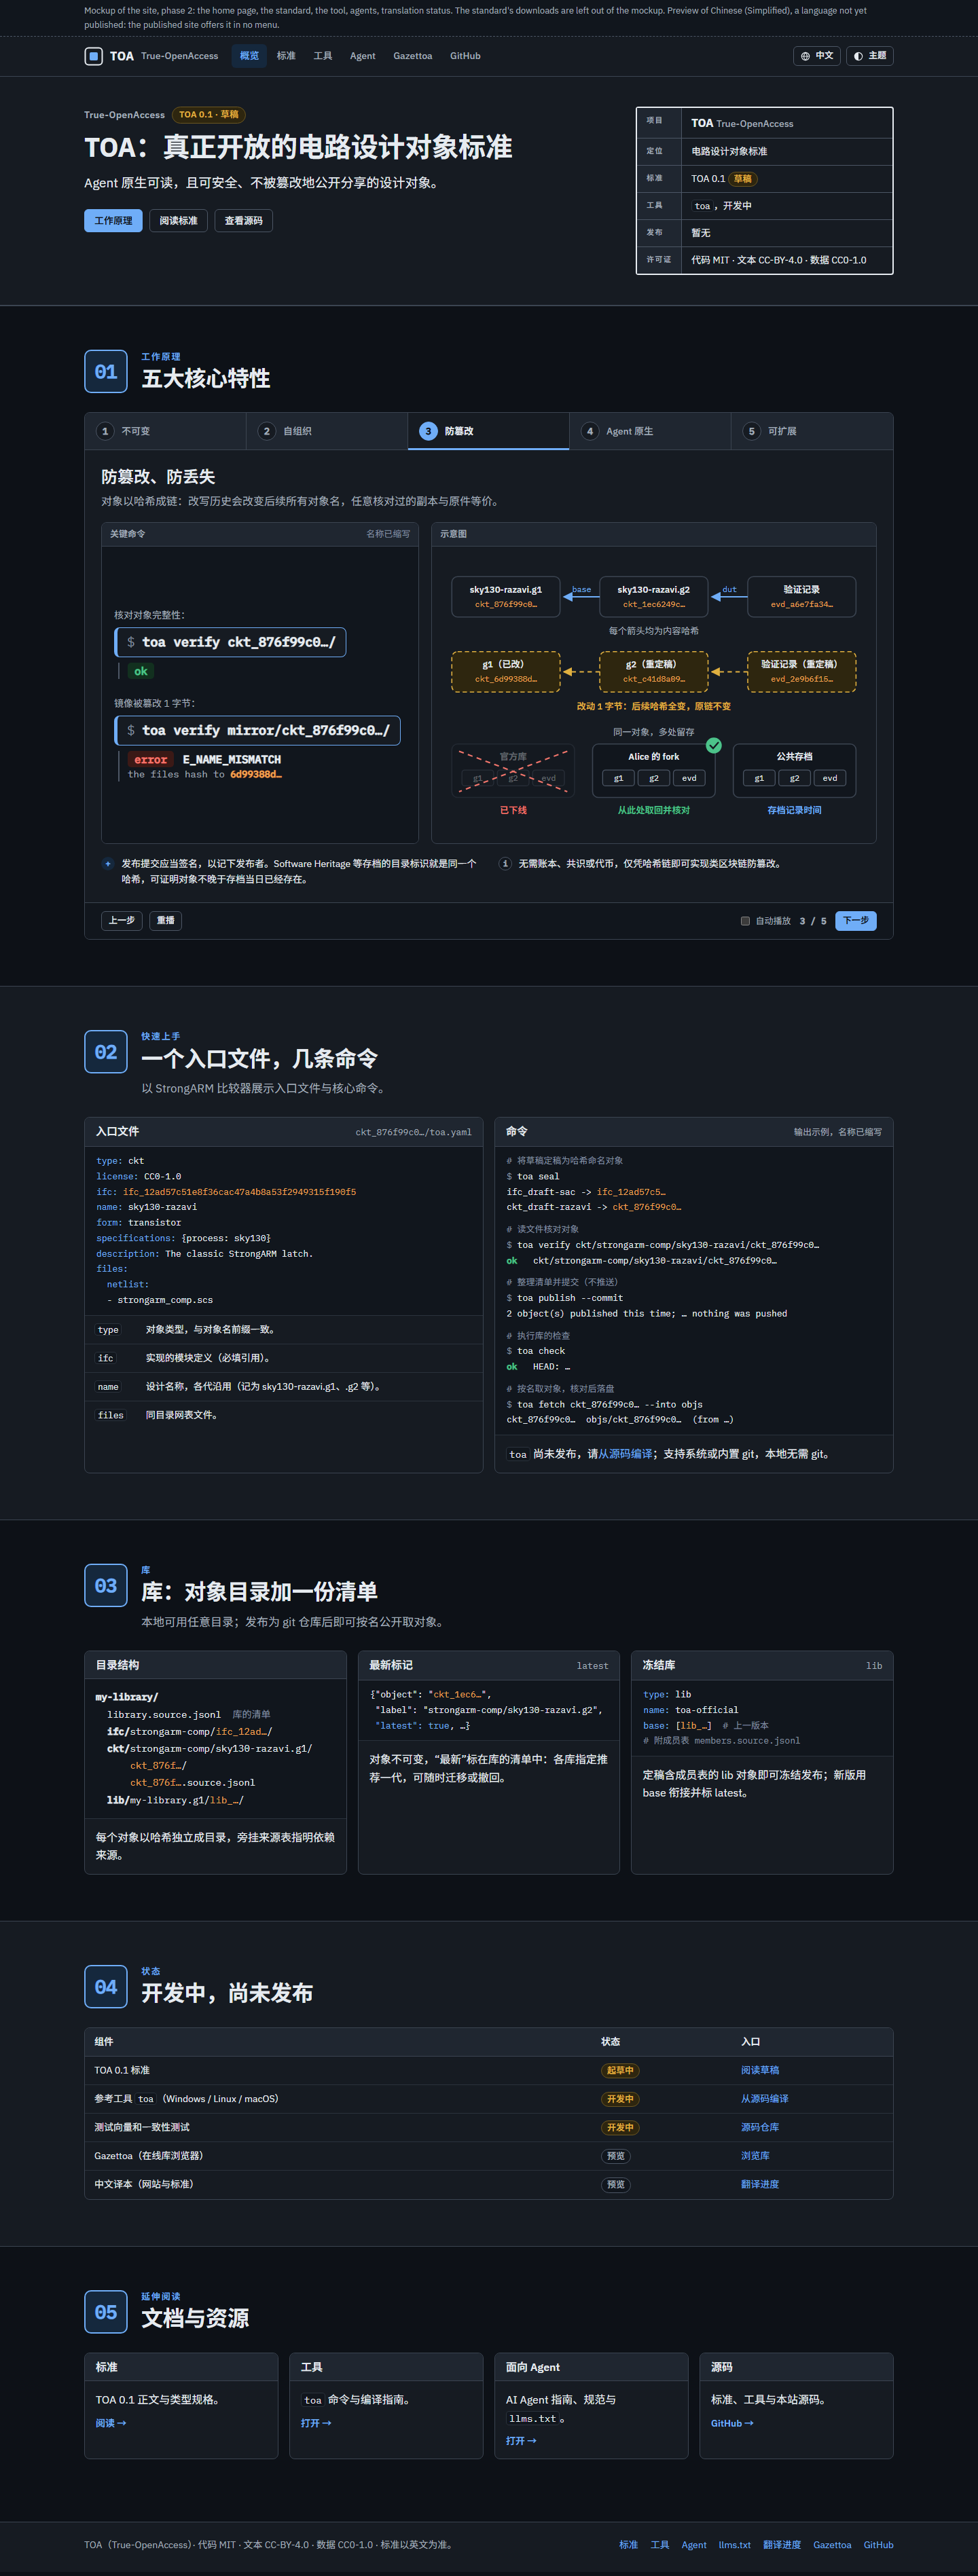 Mockup of the site, phase 2: the home page, the standard, the tool, agents, translation status. The standard's downloads are left out of the mockup. Preview of Chinese (Simplified), a language not yet
published: the published site offers it in no menu.
TOA True-OpenAccess 概览 标准 工具 Agent Gazettoa GitHub 中文 主题
True-OpenAccess TOA 0.1 · 草稿
TOA：真正开放的电路设计对象标准
Agent 原生可读，且可安全、不被篡改地公开分享的设计对象。
工作原理 阅读标准 查看源码
项目 TOA True-OpenAccess
定位 电路设计对象标准
标准 TOA 0.1 草稿
工具 toa，开发中
发布 暂无
许可证 代码 MIT · 文本 CC-BY-4.0 · 数据 CC0-1.0
01 工作原理
五大核心特性
1 不可变 2 自组织 3 防篡改 4 Agent 原生 5 可扩展
防篡改、防丢失
对象以哈希成链：改写历史会改变后续所有对象名，任意核对过的副本与原件等价。
关键命令 名称已缩写
核对对象完整性：
$ toa verify ckt_876f99c0…/
ok
镜像被篡改 1 字节：
$ toa verify mirror/ckt_876f99c0…/
error E_NAME_MISMATCH
the files hash to 6d99388d…
示意图
sky130-razavi.g1 base sky130-razavi.g2 dut 验证记录
ckt_876f99c0… ckt_1ec6249c… evd_a6e7fa34…
每个箭头均为内容哈希
g1（已改） g2（重定稿） 验证记录（重定稿）
ckt_6d99388d… ckt_c41d8a09… evd_2e9b6f15…
改动 1 字节：后续哈希全变，原链不变
同一对象，多处留存
官方库 Alice 的 fork 公共存档
g1 g2 evd g1 g2 evd g1 g2 evd
已下线 从此处取回并核对 存档记录时间
+ 发布提交应当签名，以记下发布者。Software Heritage 等存档的目录标识就是同一个
哈希，可证明对象不晚于存档当日已经存在。
i 无需账本、共识或代币，仅凭哈希链即可实现类区块链防篡改。
上一步 重播 自动播放 3 / 5 下一步
02 快速上手
一个入口文件，几条命令
以 StrongARM 比较器展示入口文件与核心命令。
入口文件 ckt_876f99c0…/toa.yaml
type: ckt
license: CC0-1.0
ifc: ifc_12ad57c51e8f36cac47a4b8a53f2949315f190f5
name: sky130-razavi
form: transistor
specifications: {process: sky130}
description: The classic StrongARM latch.
files:
netlist:
- strongarm_comp.scs
type 对象类型，与对象名前缀一致。
ifc 实现的模块定义（必填引用）。
name 设计名称，各代沿用（记为 sky130-razavi.g1、.g2 等）。
files 同目录网表文件。
命令 输出示例，名称已缩写
# 将草稿定稿为哈希命名对象
$ toa seal
ifc_draft-sac -> ifc_12ad57c5…
ckt_draft-razavi -> ckt_876f99c0…
# 读文件核对对象
$ toa verify ckt/strongarm-comp/sky130-razavi/ckt_876f99c0…
ok ckt/strongarm-comp/sky130-razavi/ckt_876f99c0…
# 整理清单并提交（不推送）
$ toa publish --commit
2 object(s) published this time; … nothing was pushed
# 执行库的检查
$ toa check
ok HEAD: …
# 按名取对象，核对后落盘
$ toa fetch ckt_876f99c0… --into objs
ckt_876f99c0… objs/ckt_876f99c0… (from …)
toa 尚未发布，请从源码编译；支持系统或内置 git，本地无需 git。
03 库
库：对象目录加一份清单
本地可用任意目录；发布为 git 仓库后即可按名公开取对象。
目录结构
my-library/
library.source.jsonl 库的清单
ifc/strongarm-comp/ifc_12ad…/
ckt/strongarm-comp/sky130-razavi.g1/
ckt_876f…/
ckt_876f….source.jsonl
lib/my-library.g1/lib_…/
每个对象以哈希独立成目录，旁挂来源表指明依赖
来源。
最新标记 latest
{"object": "ckt_1ec6…",
"label": "strongarm-comp/sky130-razavi.g2",
"latest": true, …}
对象不可变，“最新”标在库的清单中：各库指定推
荐一代，可随时迁移或撤回。
冻结库 lib
type: lib
name: toa-official
base: [lib_…] # 上一版本
# 附成员表 members.source.jsonl
定稿含成员表的 lib 对象即可冻结发布；新版用
base 衔接并标 latest。
04 状态
开发中，尚未发布
组件 状态 入口
TOA 0.1 标准 起草中 阅读草稿
参考工具 toa （Windows / Linux / macOS） 开发中 从源码编译
测试向量和一致性测试 开发中 源码仓库
Gazettoa（在线库浏览器） 预览 浏览库
中文译本（网站与标准） 预览 翻译进度
05 延伸阅读
文档与资源
标准
TOA 0.1 正文与类型规格。
阅读 →
工具
toa 命令与编译指南。
打开 →
面向 Agent
AI Agent 指南、规范与
llms.txt。
打开 →
源码
标准、工具与本站源码。
GitHub →
TOA（True-OpenAccess）· 代码 MIT · 文本 CC-BY-4.0 · 数据 CC0-1.0 · 标准以英文为准。 标准 工具 Agent llms.txt 翻译进度 Gazettoa GitHub